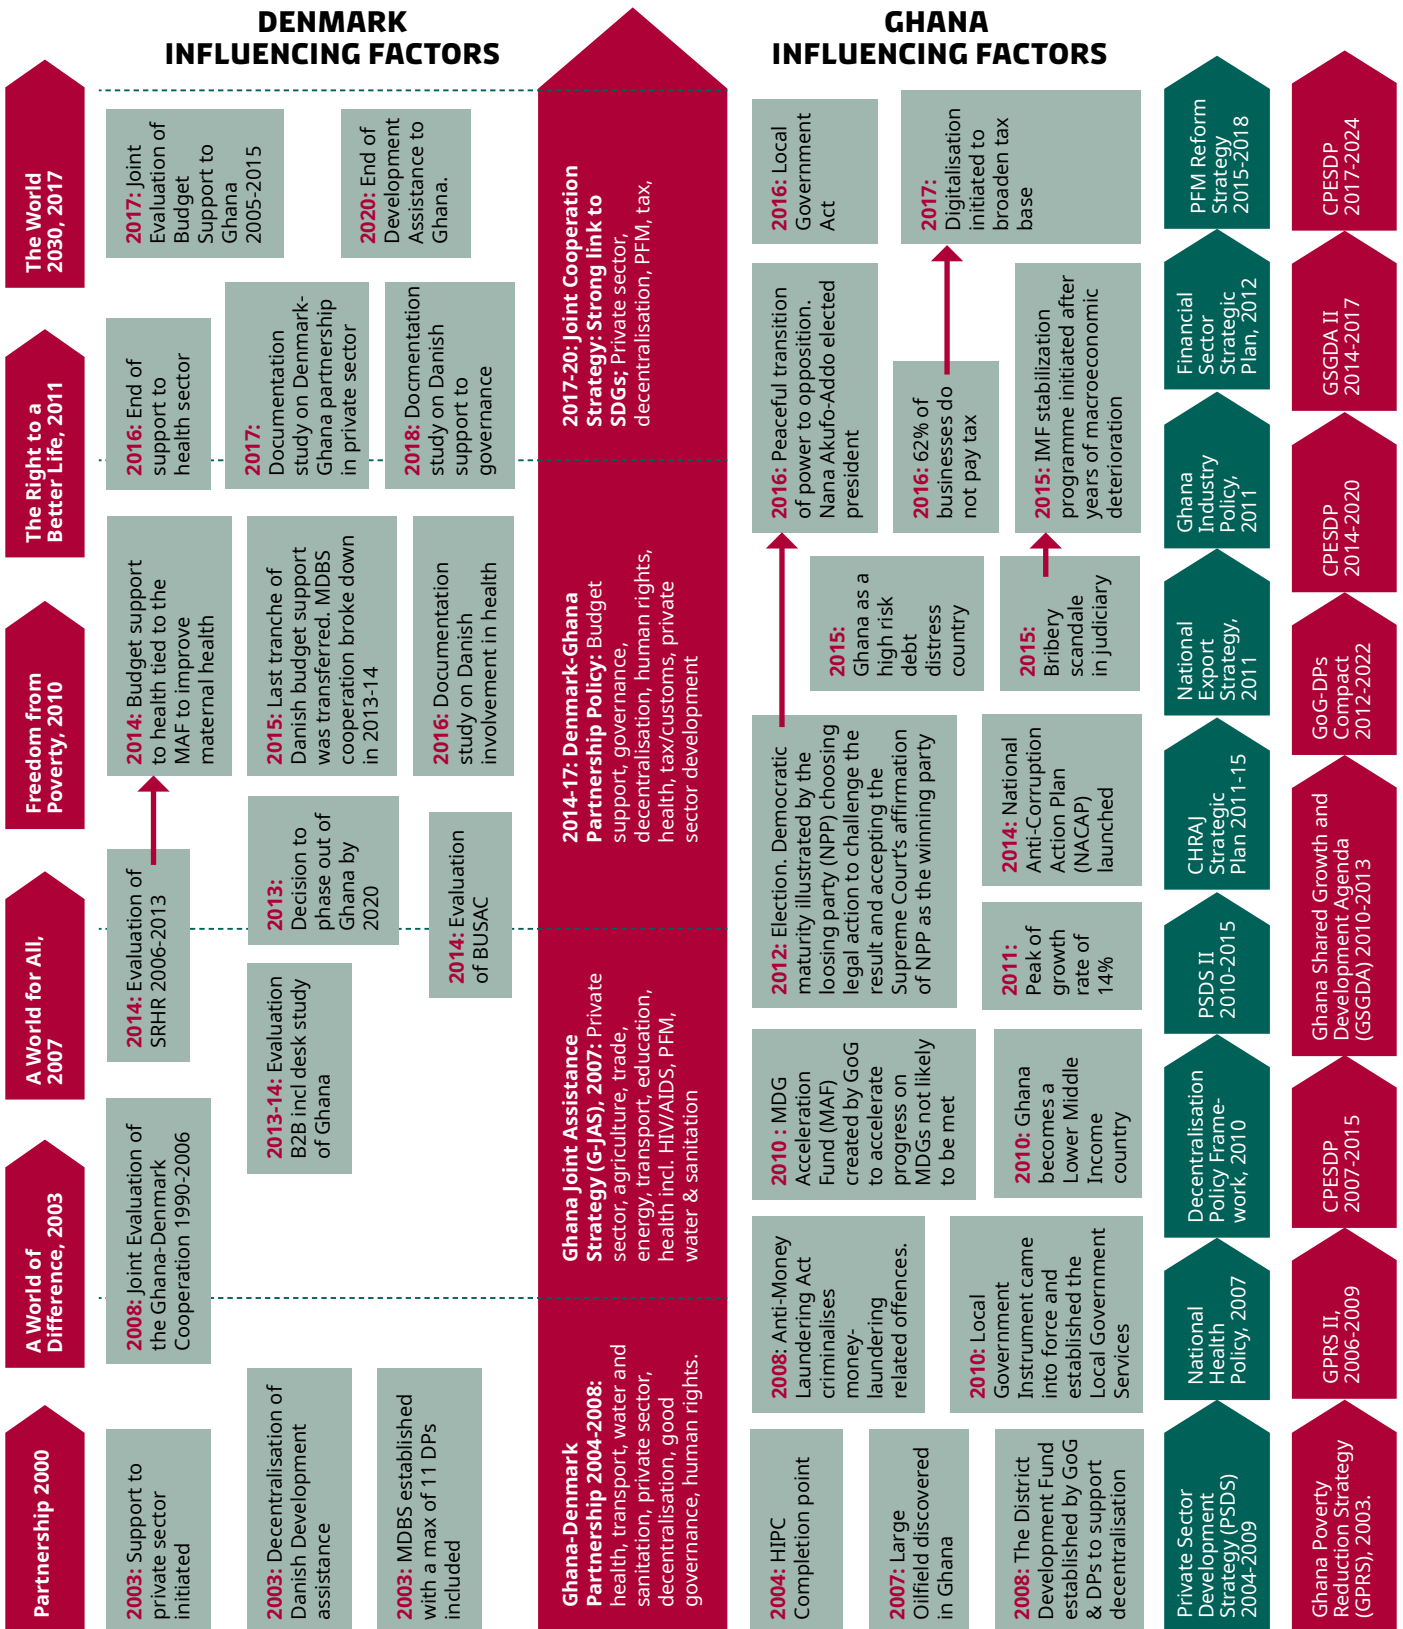 DENMARK
INFLUENCING FACTORS
GHANA
INFLUENCING FACTORS
Partnership 2000
A World of
Difference, 2003
A World for All,
2007
Freedom from
Poverty, 2010
The Right to a
Better Life, 2011
The World
2030, 2017
2003: Support to
private sector
initiated
2008: Joint Evaluation of
the Ghana-Denmark
Cooperation 1990-2006
2014: Evaluation of
SRHR 2006-2013
2014: Budget support
to health tied to the
MAF to improve
maternal health
2016: End of
support to
health sector
2017: Joint
Evaluation of
Budget
Support to
Ghana
2005-2015
2003: Decentralisation of
Danish Development
assistance
2013-14: Evaluation
B2B incl desk study
of Ghana
2013:
Decision to
phase out of
Ghana by
2020
2015: Last tranche of
Danish budget support
was transferred. MDBS
cooperation broke down
in 2013-14
2017:
Documentation
study on Denmark-
Ghana partnership
in private sector
2020: End of
Development
Assistance to
Ghana.
2003: MDBS established
with a max of 11 DPs
included
2014: Evaluation
of BUSAC
2016: Documentation
study on Danish
involvement in health
2018: Docmentation
study on Danish
support to
governance
Ghana-Denmark
Partnership 2004-2008:
health, transport, water and
sanitation, private sector,
decentralisation, good
governance, human rights.
Ghana Joint Assistance
Strategy (G-JAS), 2007: Private
sector, agriculture, trade,
energy, transport, education,
health incl. HIV/AIDS, PFM,
water & sanitation
2014-17: Denmark-Ghana
Partnership Policy: Budget
support, governance,
decentralisation, human rights,
health, tax/customs, private
sector development
2017-20: Joint Cooperation
Strategy: Strong link to
SDGs; Private sector,
decentralisation, PFM, tax,
2004: HIPC
Completion point
2008: Anti-Money
Laundering Act
criminalises
money-
laundering
related offences.
2010 : MDG
Acceleration
Fund (MAF)
created by GoG
to accelerate
progress on
MDGs not likely
to be met
2012: Election. Democratic
maturity illustrated by the
loosing party (NPP) choosing
legal action to challenge the
result and accepting the
Supreme Court's affirmation
of NPP as the winning party
2015:
Ghana as a
high risk
debt
distress
country
2016: Peaceful transition
of power to opposition.
Nana Akufo-Addo elected
president
2016: Local
Government
Act
2007: Large
Oilfield discovered
in Ghana
2016: 62% of
businesses do
not pay tax
2017:
Digitalisation
initiated to
broaden tax
base
2008: The District
Development Fund
established by GoG
& DPs to support
decentralisation
2010: Local
Government
Instrument came
into force and
established the
Local Government
Services
2010: Ghana
becomes a
Lower Middle
Income
country
2011:
Peak of
growth
rate of
14%
2014: National
Anti-Corruption
Action Plan
(NACAP)
launched
2015:
Bribery
scandale
in judiciary
2015: IMF stabilization
programme initiated after
years of macroeconomic
deterioration
Private Sector
Development
Strategy (PSDS)
2004-2009
National
Health
Policy, 2007
Decentralisation
Policy Frame-
work, 2010
PSDS II
2010-2015
CHRAJ
Strategic
Plan 2011-15
National
Export
Strategy,
2011
Ghana
Industry
Policy,
2011
Financial
Sector
Strategic
Plan, 2012
PFM Reform
Strategy
2015-2018
Ghana Poverty
Reduction Strategy
(GPRS), 2003.
GPRS II,
2006-2009
CPESDP
2007-2015
Ghana Shared Growth and
Development Agenda
(GSGDA) 2010-2013
GoG-DPs
Compact
2012-2022
CPESDP
2014-2020
GSGDA II
2014-2017
CPESDP
2017-2024